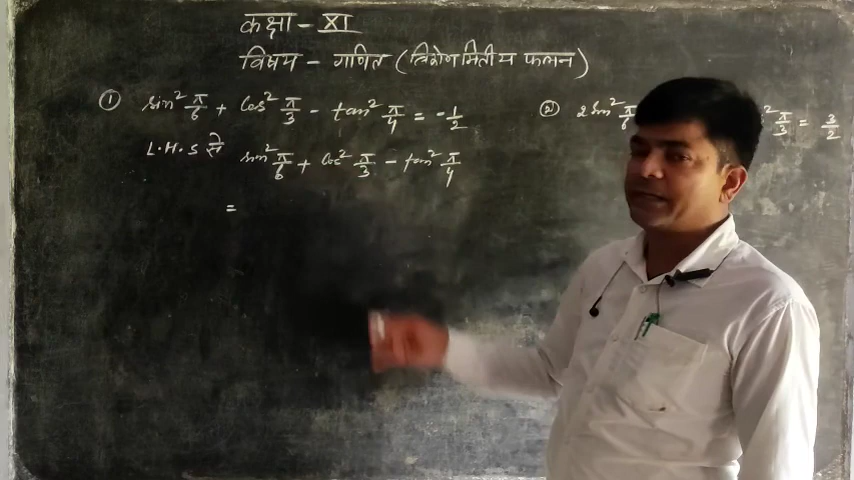 कक्षा - XI
विषय - गणित (त्रिकोणमितीय फलन)
① sin² π/6 + cos² π/3 - tan² π/4 = -1/2
L.H.S से sin² π/6 + cos² π/3 - tan² π/4
=
② 2 sin² π/6 ² π/3 = 3/2